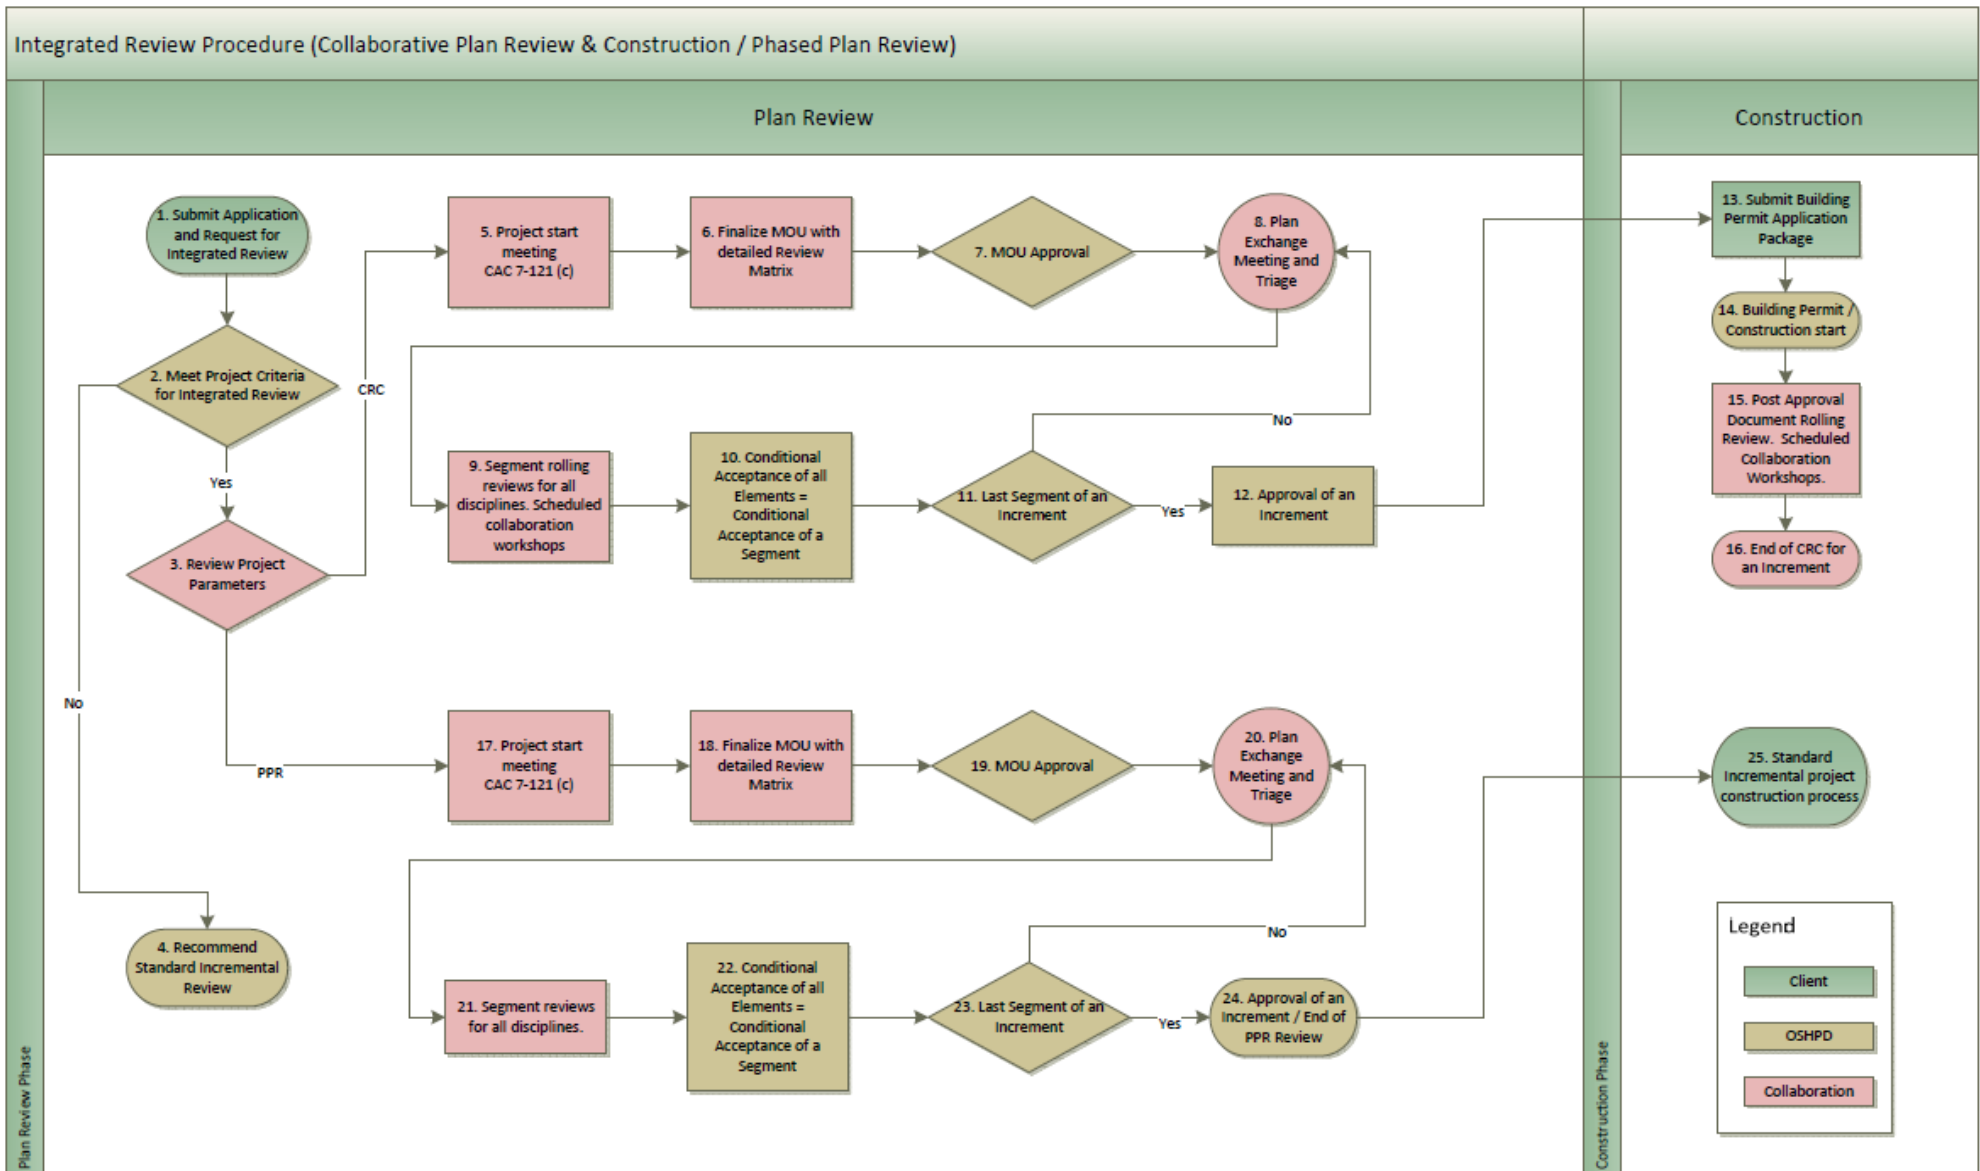 Integrated Review Procedure (Collaborative Plan Review & Construction / Phased Plan Review)
Plan Review
Construction
Plan Review Phase
Construction Phase
1. Submit Application
and Request for
Integrated Review
2. Meet Project Criteria
for Integrated Review
Yes
No
3. Review Project
Parameters
CRC
PPR
4. Recommend
Standard Incremental
Review
5. Project start
meeting
CAC 7-121 (c)
6. Finalize MOU with
detailed Review
Matrix
7. MOU Approval
8. Plan
Exchange
Meeting and
Triage
9. Segment rolling
reviews for all
disciplines. Scheduled
collaboration
workshops
10. Conditional
Acceptance of all
Elements =
Conditional
Acceptance of a
Segment
11. Last Segment of an
Increment
No
Yes
12. Approval of an
Increment
13. Submit Building
Permit Application
Package
14. Building Permit /
Construction start
15. Post Approval
Document Rolling
Review. Scheduled
Collaboration
Workshops.
16. End of CRC for
an Increment
17. Project start
meeting
CAC 7-121 (c)
18. Finalize MOU with
detailed Review
Matrix
19. MOU Approval
20. Plan
Exchange
Meeting and
Triage
21. Segment reviews
for all disciplines.
22. Conditional
Acceptance of all
Elements =
Conditional
Acceptance of a
Segment
23. Last Segment of an
Increment
No
Yes
24. Approval of an
Increment / End of
PPR Review
25. Standard
Incremental project
construction process
Legend
Client
OSHPD
Collaboration